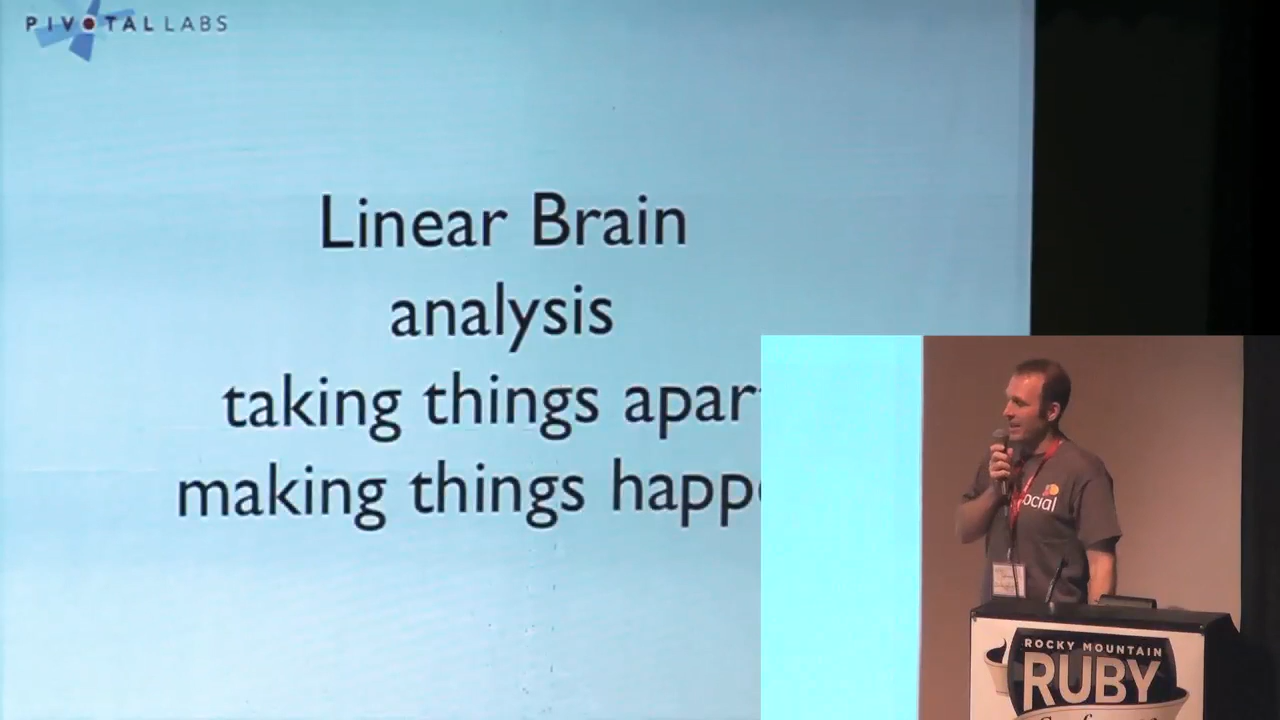 PIVOTAL LABS
Linear Brain
analysis
taking things apar
making things happ
ocial
ROCKY MOUNTAIN
RUBY